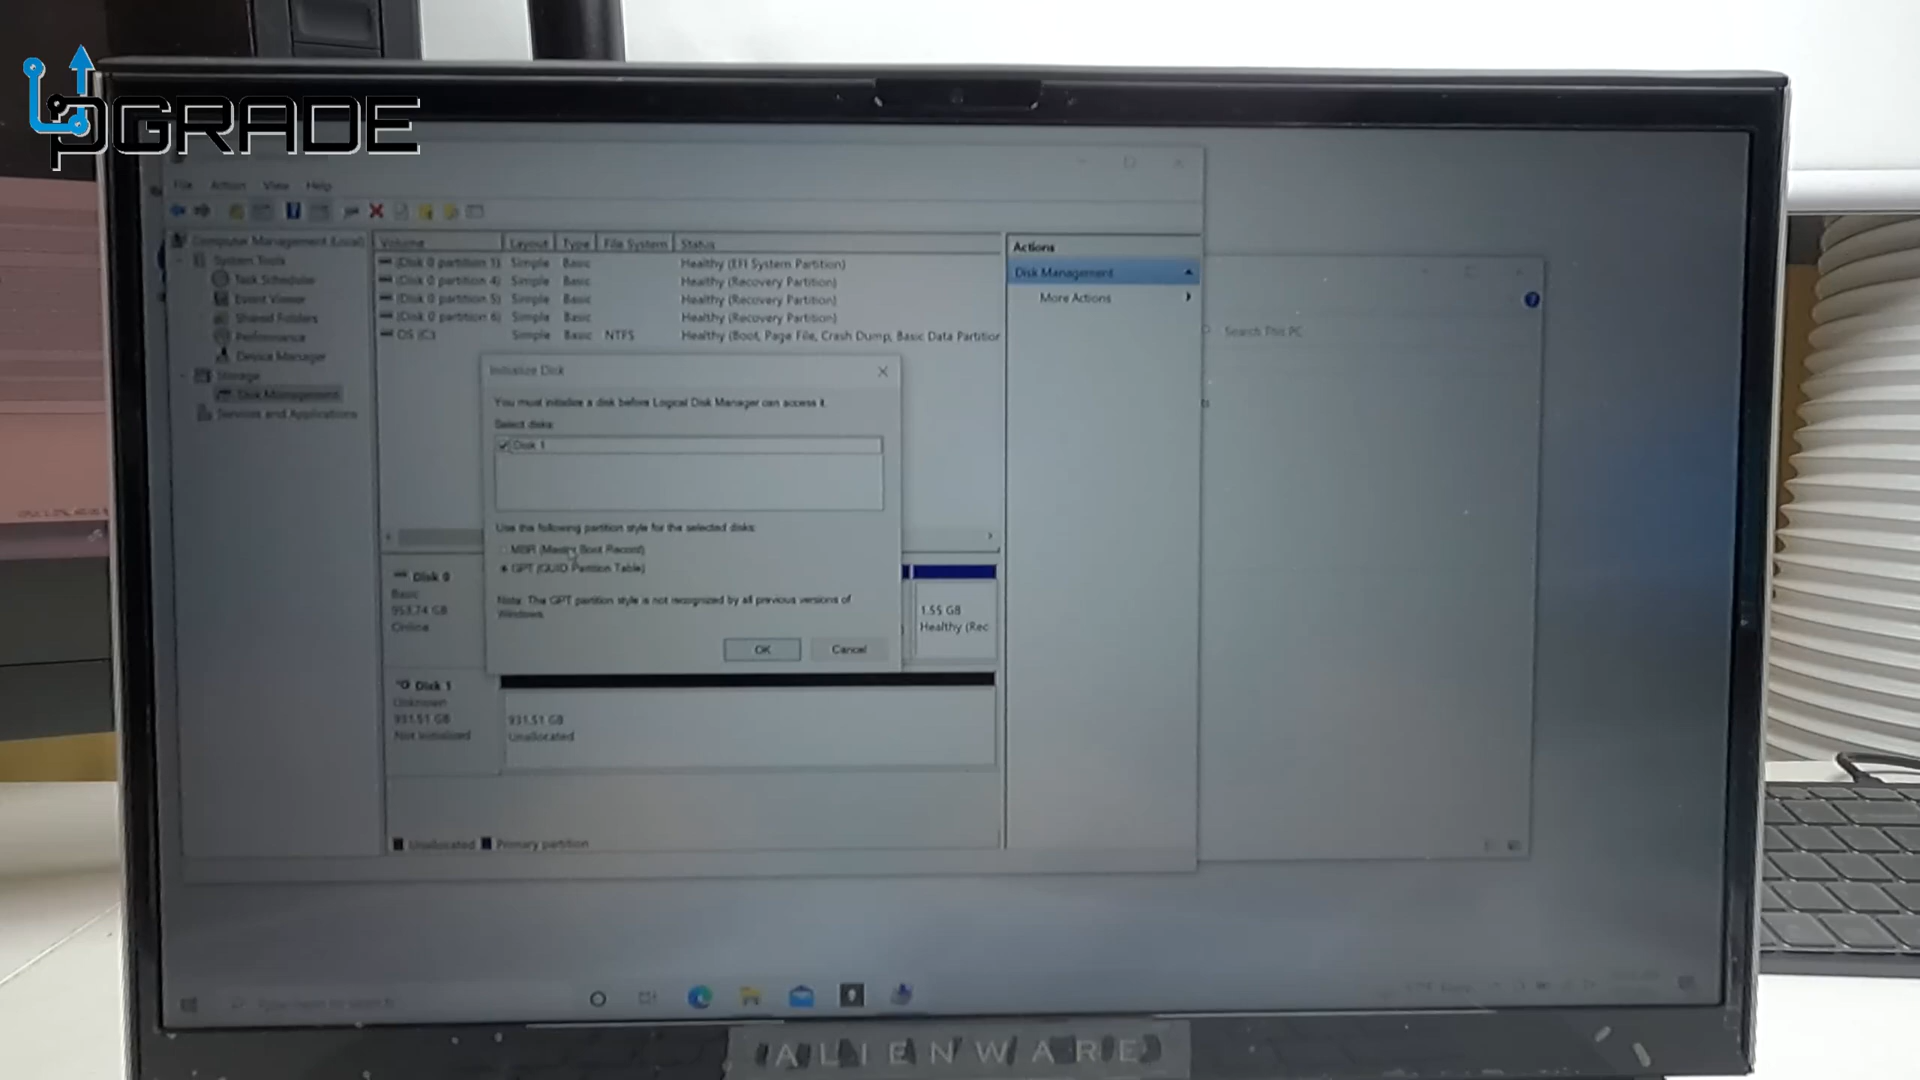 UPGRADE
File Action View Help
Computer Management (Local)
System Tools
Task Scheduler
Event Viewer
Shared Folders
Performance
Device Manager
Storage
Disk Management
Services and Applications
Volume Layout Type File System Status
(Disk 0 partition 1) Simple Basic Healthy (EFI System Partition)
(Disk 0 partition 4) Simple Basic Healthy (Recovery Partition)
(Disk 0 partition 5) Simple Basic Healthy (Recovery Partition)
(Disk 0 partition 6) Simple Basic Healthy (Recovery Partition)
OS (C:) Simple Basic NTFS Healthy (Boot, Page File, Crash Dump, Basic Data Partition
Actions
Disk Management
More Actions
Search This PC
Initialize Disk
You must initialize a disk before Logical Disk Manager can access it.
Select disks:
Disk 1
Use the following partition style for the selected disks:
MBR (Master Boot Record)
GPT (GUID Partition Table)
Note: The GPT partition style is not recognized by all previous versions of
Windows.
OK Cancel
Disk 0
Basic
953.74 GB
Online
1.55 GB
Healthy (Rec
Disk 1
Unknown
931.51 GB
Not Initialized
931.51 GB
Unallocated
Unallocated Primary partition
ALIENWARE